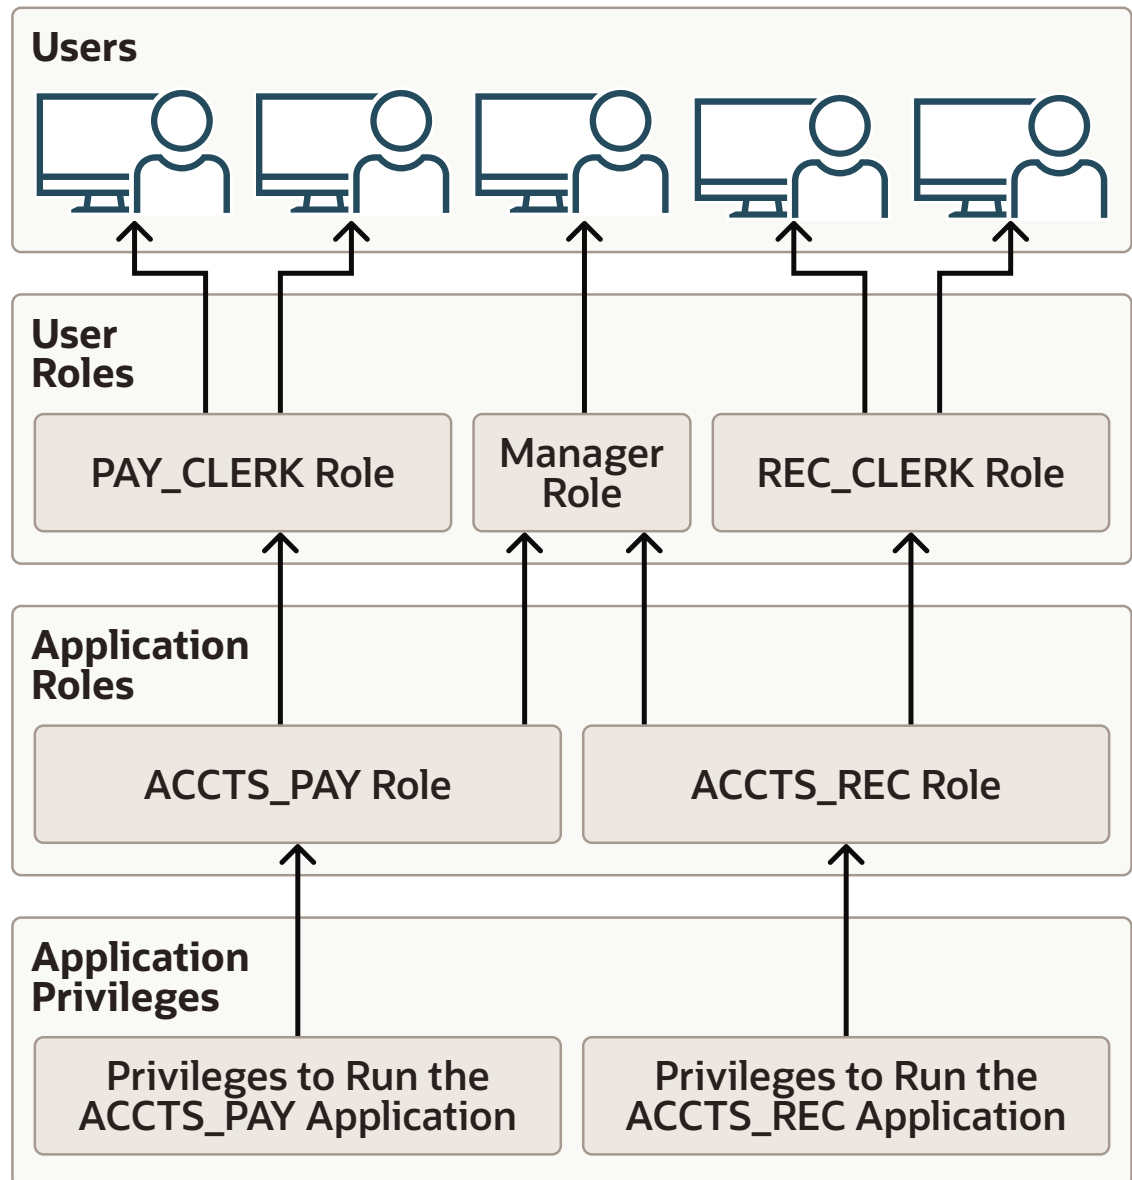 Users
User
Roles
PAY_CLERK Role
Manager
Role
REC_CLERK Role
Application
Roles
ACCTS_PAY Role
ACCTS_REC Role
Application
Privileges
Privileges to Run the
ACCTS_PAY Application
Privileges to Run the
ACCTS_REC Application